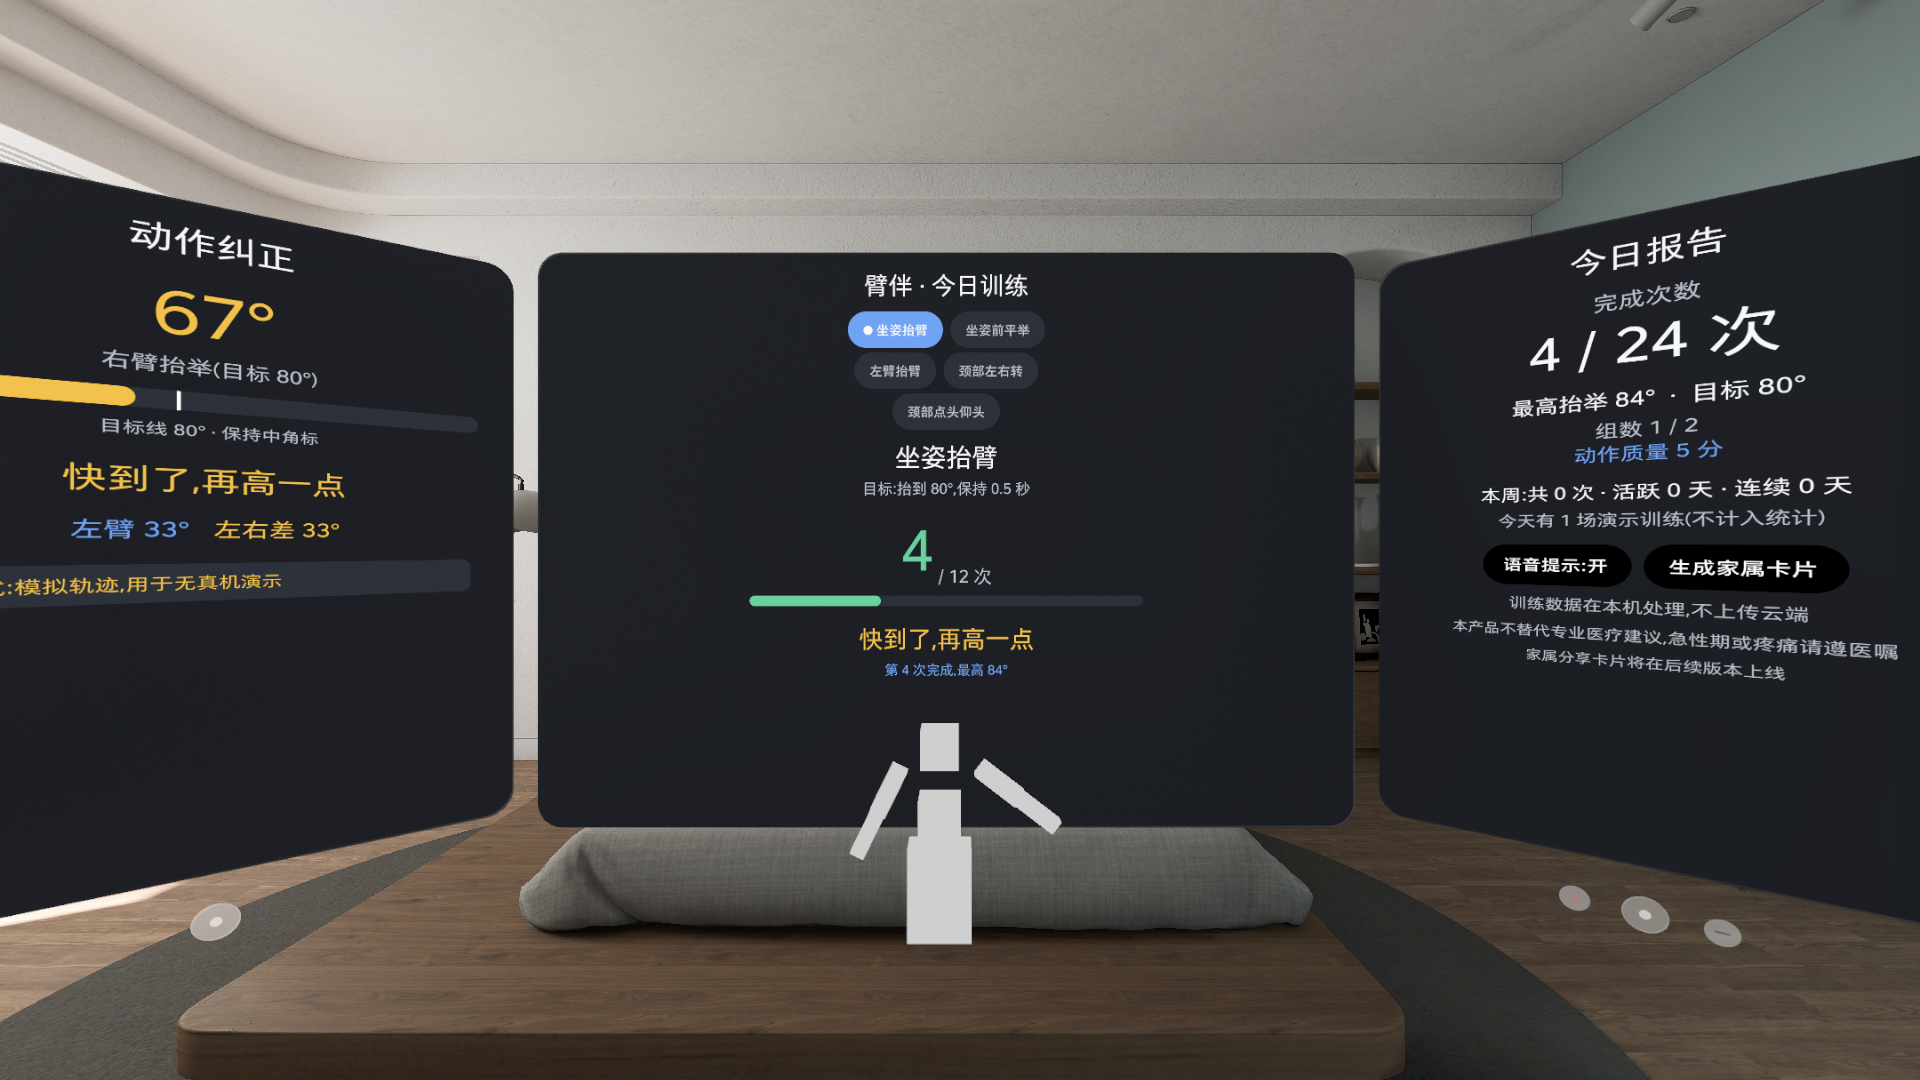 动作纠正
67°
右臂抬举(目标 80°)
目标线 80° · 保持中角标
快到了,再高一点
左臂 33° 左右差 33°
:模拟轨迹,用于无真机演示
臂伴 · 今日训练
坐姿抬臂 坐姿前平举
左臂抬臂 颈部左右转
颈部点头仰头
坐姿抬臂
目标:抬到 80°,保持 0.5 秒
4 / 12 次
快到了,再高一点
第 4 次完成,最高 84°
今日报告
完成次数
4 / 24 次
最高抬举 84° · 目标 80°
组数 1 / 2
动作质量 5 分
本周:共 0 次 · 活跃 0 天 · 连续 0 天
今天有 1 场演示训练(不计入统计)
语音提示:开 生成家属卡片
训练数据在本机处理,不上传云端
本产品不替代专业医疗建议,急性期或疼痛请遵医嘱
家属分享卡片将在后续版本上线